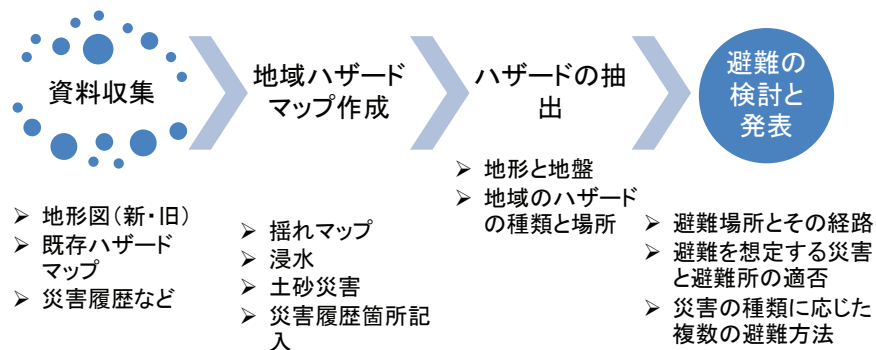 資料収集
➢ 地形図（新・旧）
➢ 既存ハザード
マップ
➢ 災害履歴など
地域ハザード
マップ作成
➢ 揺れマップ
➢ 浸水
➢ 土砂災害
➢ 災害履歴箇所記
入
ハザードの抽
出
➢ 地形と地盤
➢ 地域のハザード
の種類と場所
避難の
検討と
発表
➢ 避難場所とその経路
➢ 避難を想定する災害
と避難所の適否
➢ 災害の種類に応じた
複数の避難方法